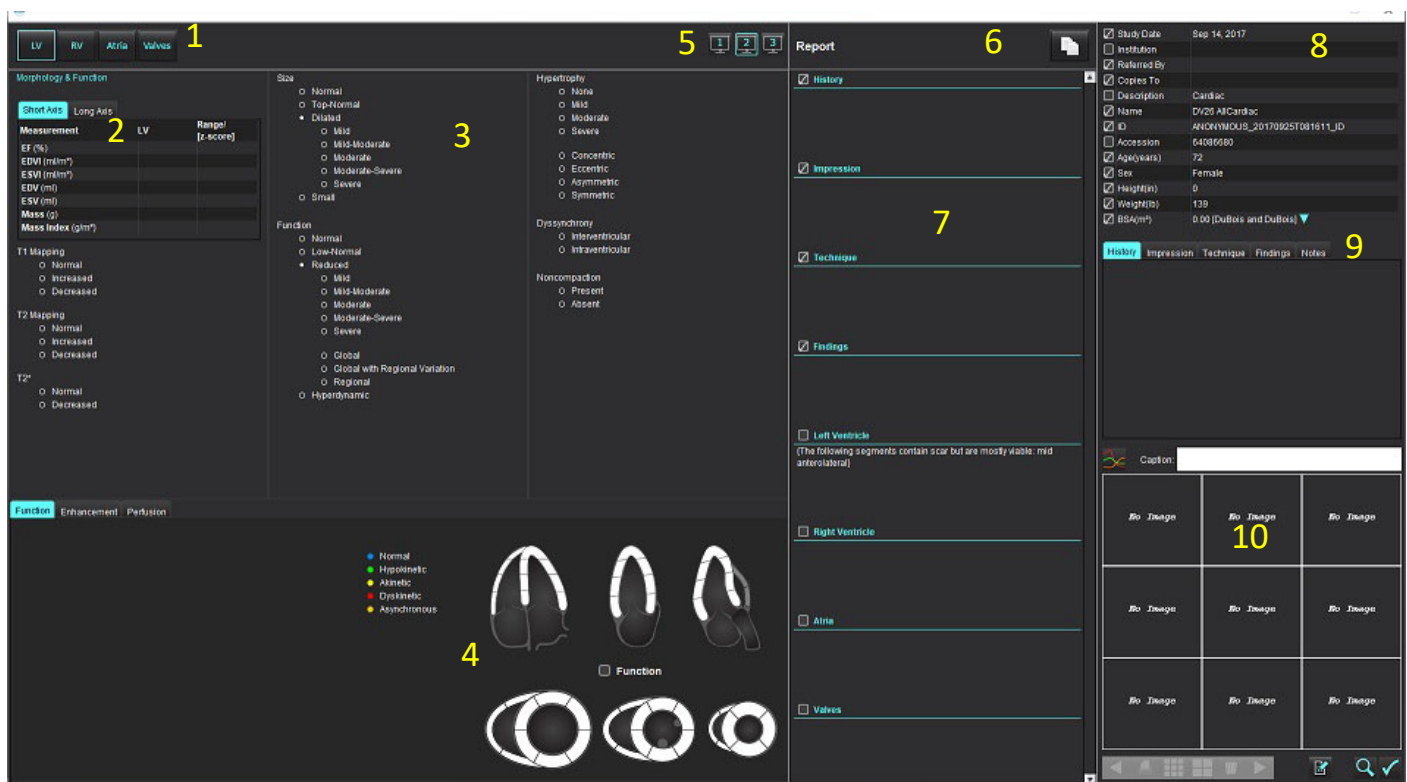 LV RV Atria Valves 1
5 1 2 3
Morphology & Function
Short Axis Long Axis
2
Measurement LV Range/
[z-score]
EF (%)
EDVI (ml/m²)
ESVI (ml/m²)
EDV (ml)
ESV (ml)
Mass (g)
Mass Index (g/m²)
T1 Mapping
Normal
Increased
Decreased
T2 Mapping
Normal
Increased
Decreased
T2*
Normal
Decreased
Size
Normal
Top-Normal
Dilated
Mild
Mild-Moderate
Moderate
Moderate-Severe
Severe
Small
3
Function
Normal
Low-Normal
Reduced
Mild
Mild-Moderate
Moderate
Moderate-Severe
Severe
Global
Global with Regional Variation
Regional
Hyperdynamic
Hypertrophy
None
Mild
Moderate
Severe
Concentric
Eccentric
Asymmetric
Symmetric
Dyssynchrony
Interventricular
Intraventricular
Noncompaction
Present
Absent
Function Enhancement Perfusion
Normal
Hypokinetic
Akinetic
Dyskinetic
Asynchronous
4
Function
Report 6
History
Impression
7
Technique
Findings
Left Ventricle
(The following segments contain scar but are mostly viable: mid
anterolateral)
Right Ventricle
Atria
Valves
Study Date Sep 14, 2017
8
Institution
Referred By
Copies To
Description Cardiac
Name DV26 AllCardiac
ID ANONYMOUS_20170925T081611_ID
Accession 64086680
Age(years) 72
Sex Female
Height(in) 0
Weight(lb) 139
BSA(m²) 0.00 [DuBois and DuBois]
History Impression Technique Findings Notes 9
Caption:
No Image No Image No Image
10
No Image No Image No Image
No Image No Image No Image